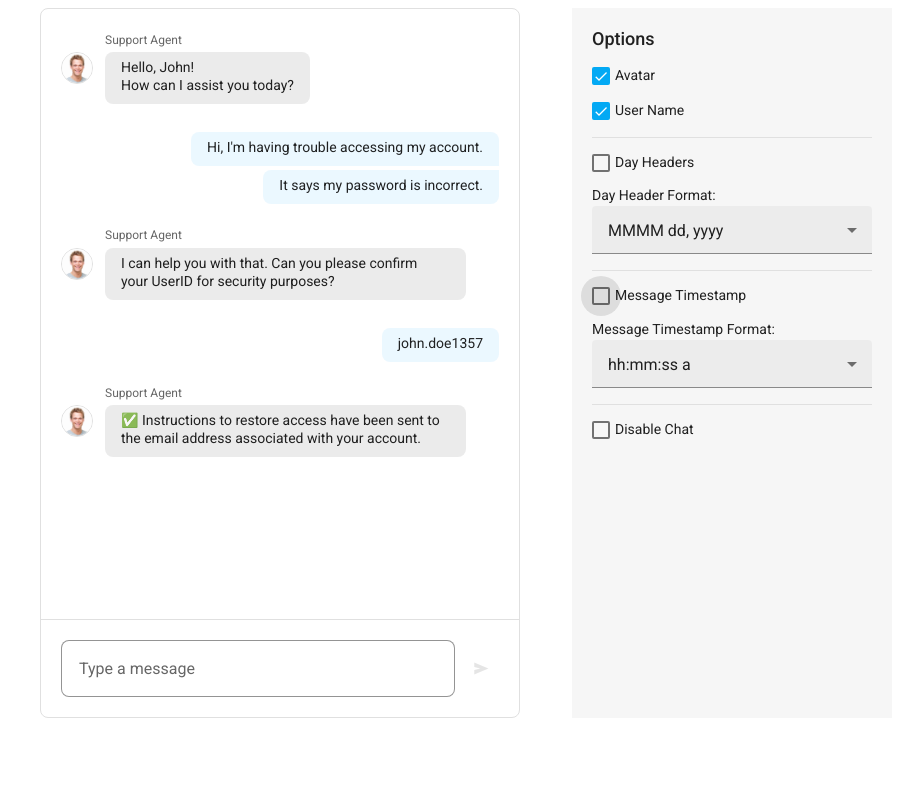 Support Agent
Hello, John!
How can I assist you today?
Hi, I'm having trouble accessing my account.
It says my password is incorrect.
Support Agent
I can help you with that. Can you please confirm
your UserID for security purposes?
john.doe1357
Support Agent
✅ Instructions to restore access have been sent to
the email address associated with your account.
Type a message
Options
Avatar
User Name
Day Headers
Day Header Format:
MMMM dd, yyyy
Message Timestamp
Message Timestamp Format:
hh:mm:ss a
Disable Chat